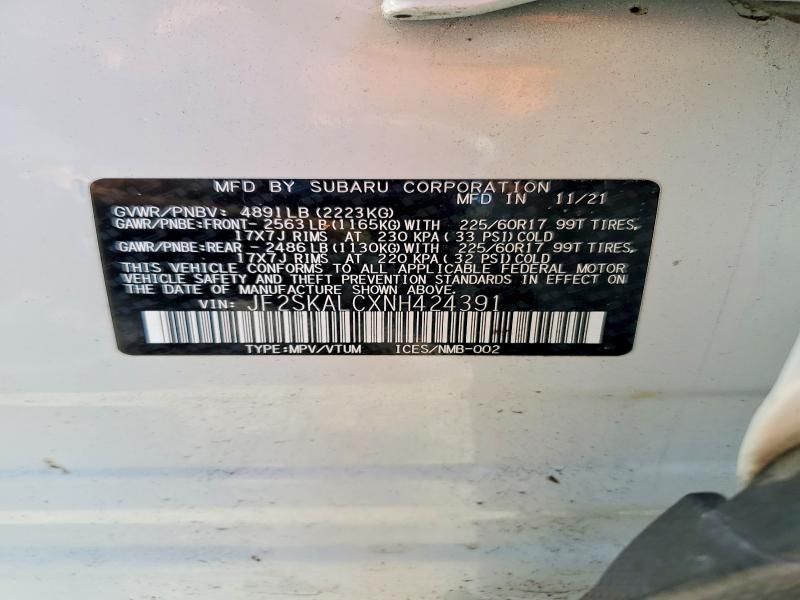 MFD BY SUBARU CORPORATION
MFD IN 11/21
GVWR/PNBV: 4891LB (2223KG)
GAWR/PNBE:FRONT- 2563LB (1165KG) WITH 225/60R17 99T TIRES,
17X7J RIMS AT 230 KPA (33 PSI) COLD
GAWR/PNBE:REAR - 2486LB (1130KG) WITH 225/60R17 99T TIRES,
17X7J RIMS AT 220 KPA (32 PSI) COLD
THIS VEHICLE CONFORMS TO ALL APPLICABLE FEDERAL MOTOR
VEHICLE SAFETY AND THEFT PREVENTION STANDARDS IN EFFECT ON
THE DATE OF MANUFACTURE SHOWN ABOVE.
VIN: JF2SKALCXNH424391
TYPE:MPV/VTUM ICES/NMB-002